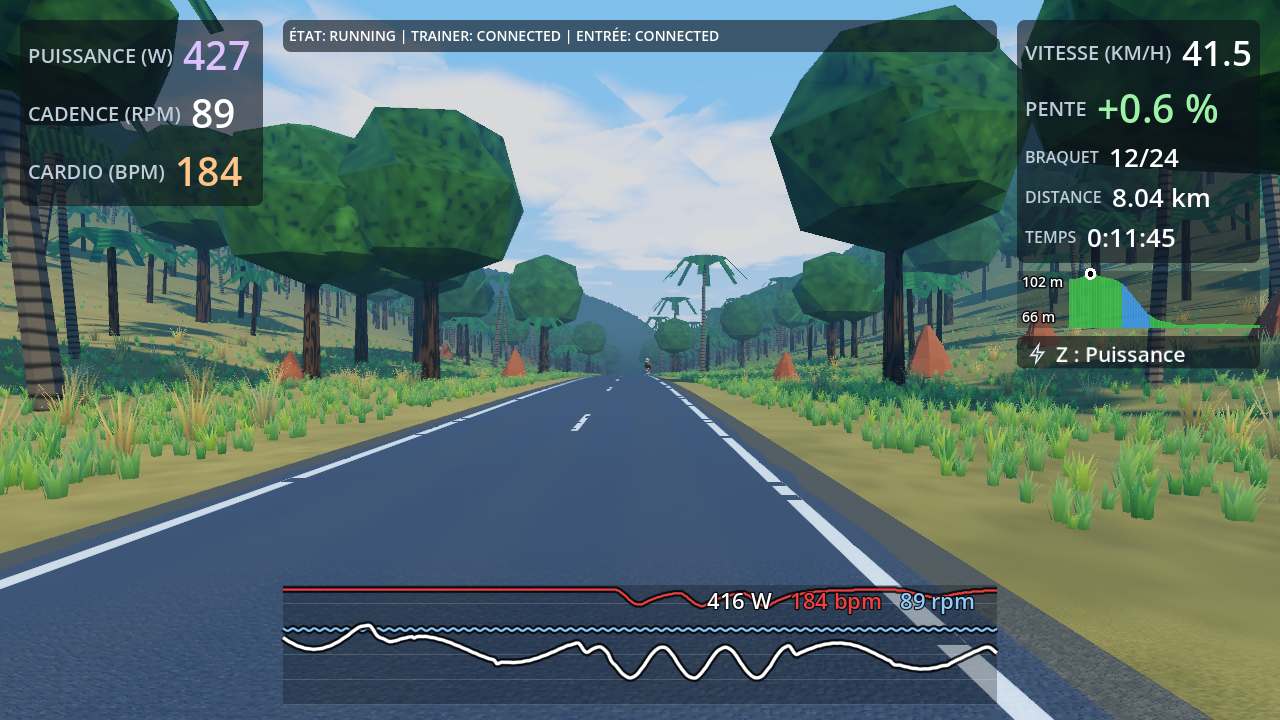 PUISSANCE (W) 427
CADENCE (RPM) 89
CARDIO (BPM) 184
ÉTAT: RUNNING | TRAINER: CONNECTED | ENTRÉE: CONNECTED
VITESSE (KM/H) 41.5
PENTE +0.6 %
BRAQUET 12/24
DISTANCE 8.04 km
TEMPS 0:11:45
102 m
66 m
Z : Puissance
416 W 184 bpm 89 rpm